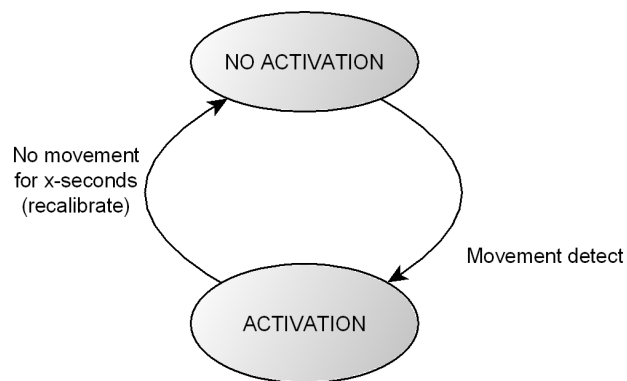 NO ACTIVATION
No movement
for x-seconds
(recalibrate)
Movement detect
ACTIVATION